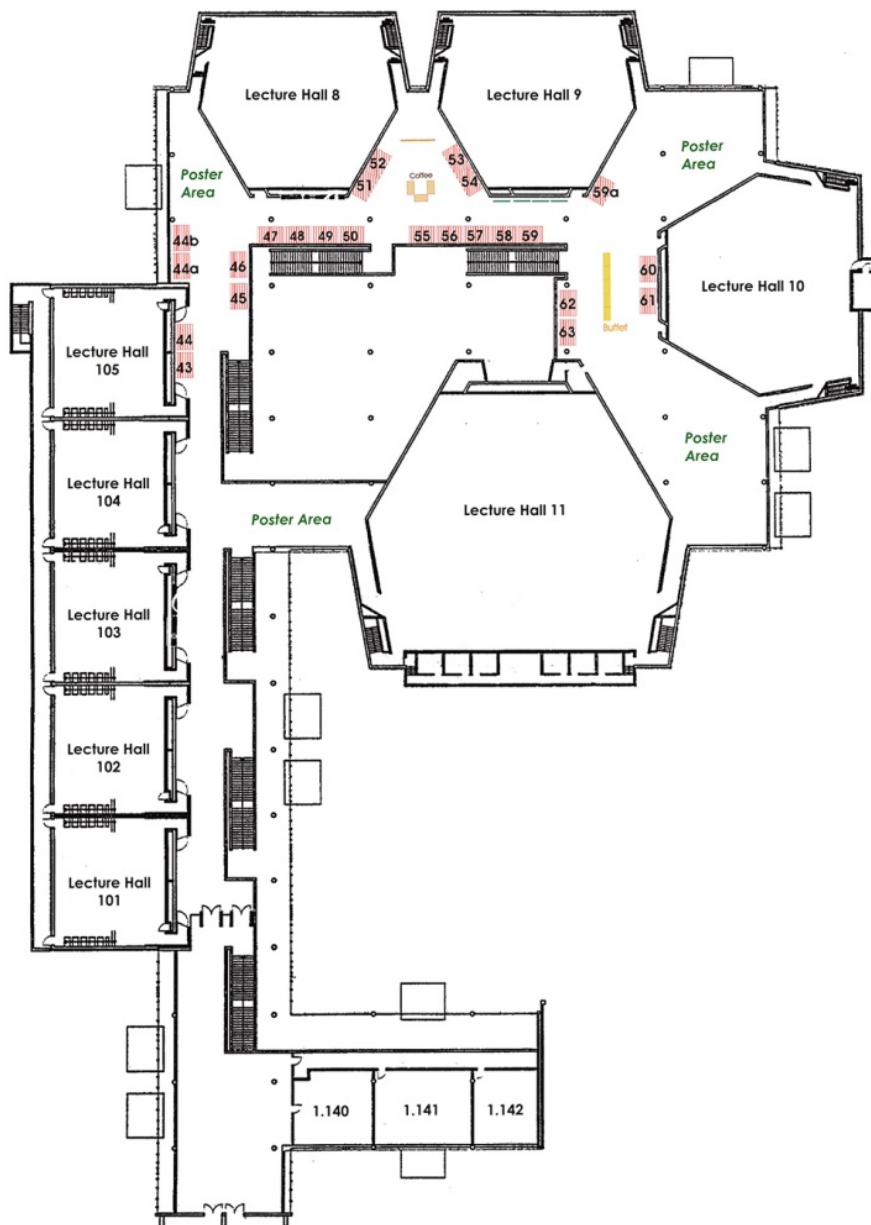 Lecture Hall 8
Lecture Hall 9
Poster
Area
Poster
Area
52
51
Coffee
53
54
59a
44b
44a
46
45
47 48 49 50
55 56 57 58 59
60
61
62
63
Buffet
Lecture Hall 10
Lecture Hall
105
44
43
Lecture Hall
104
Poster Area
Lecture Hall 11
Poster
Area
Lecture Hall
103
Lecture Hall
102
Lecture Hall
101
1.140
1.141
1.142